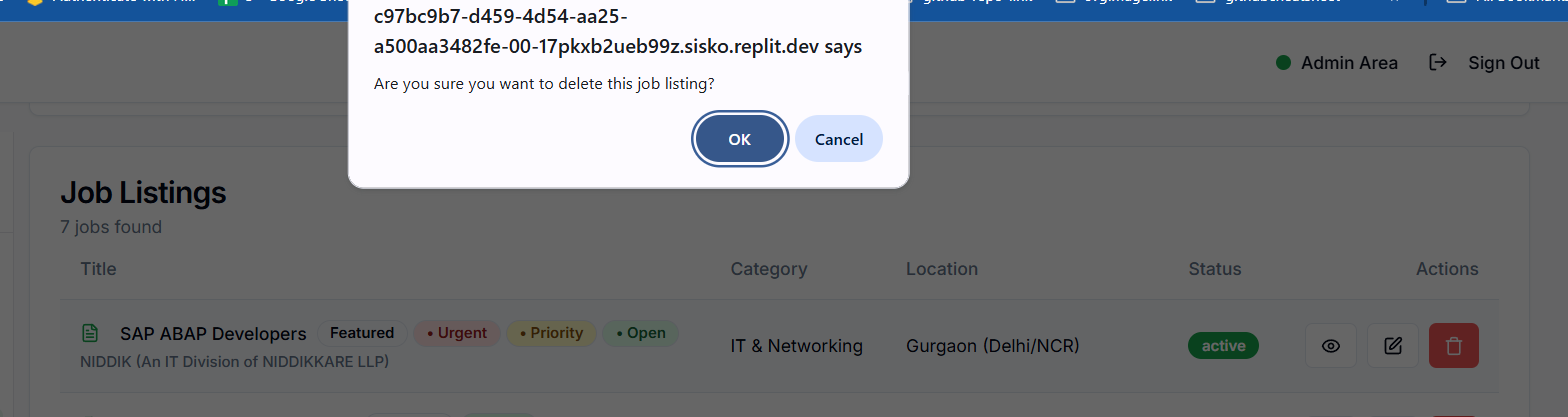 c97bc9b7-d459-4d54-aa25-
a500aa3482fe-00-17pkxb2ueb99z.sisko.replit.dev says
Are you sure you want to delete this job listing?
OK Cancel
Admin Area Sign Out
Job Listings
7 jobs found
Title Category Location Status Actions
SAP ABAP Developers Featured • Urgent • Priority • Open
IT & Networking Gurgaon (Delhi/NCR) active
NIDDIK (An IT Division of NIDDIKKARE LLP)